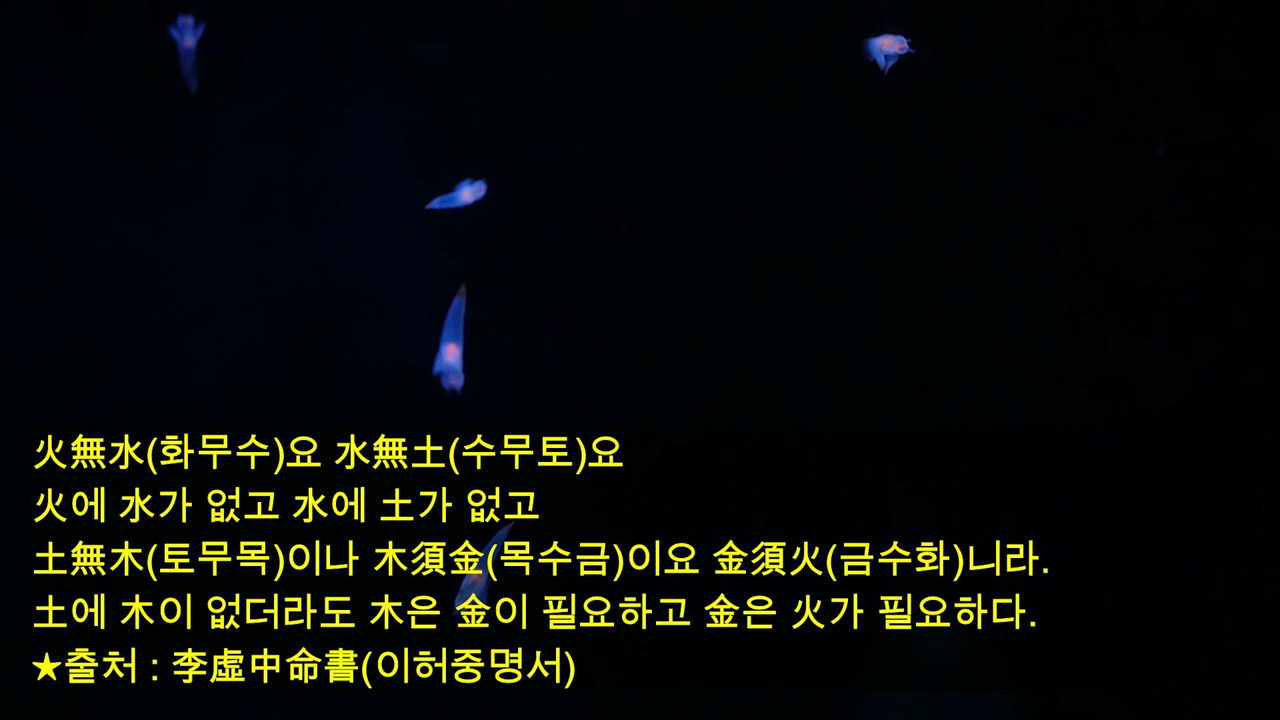 火無水(화무수)요 水無土(수무토)요
火에 水가 없고 水에 土가 없고
土無木(토무목)이나 木須金(목수금)이요 金須火(금수화)니라.
土에 木이 없더라도 木은 金이 필요하고 金은 火가 필요하다.
★출처 : 李虛中命書(이허중명서)